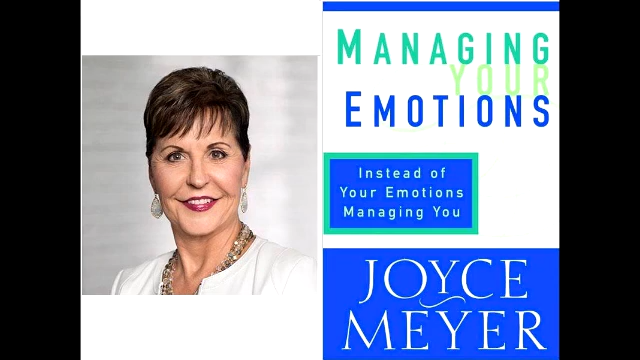 MANAGING
YOUR
EMOTIONS
Instead of
Your Emotions
Managing You
JOYCE
MEYER